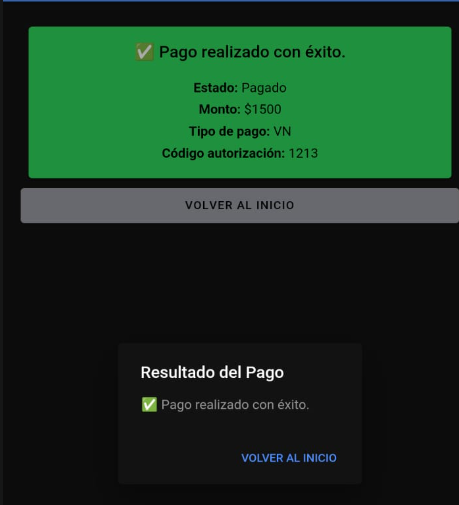 ✅ Pago realizado con éxito.
Estado: Pagado
Monto: $1500
Tipo de pago: VN
Código autorización: 1213
VOLVER AL INICIO
Resultado del Pago
✅ Pago realizado con éxito.
VOLVER AL INICIO